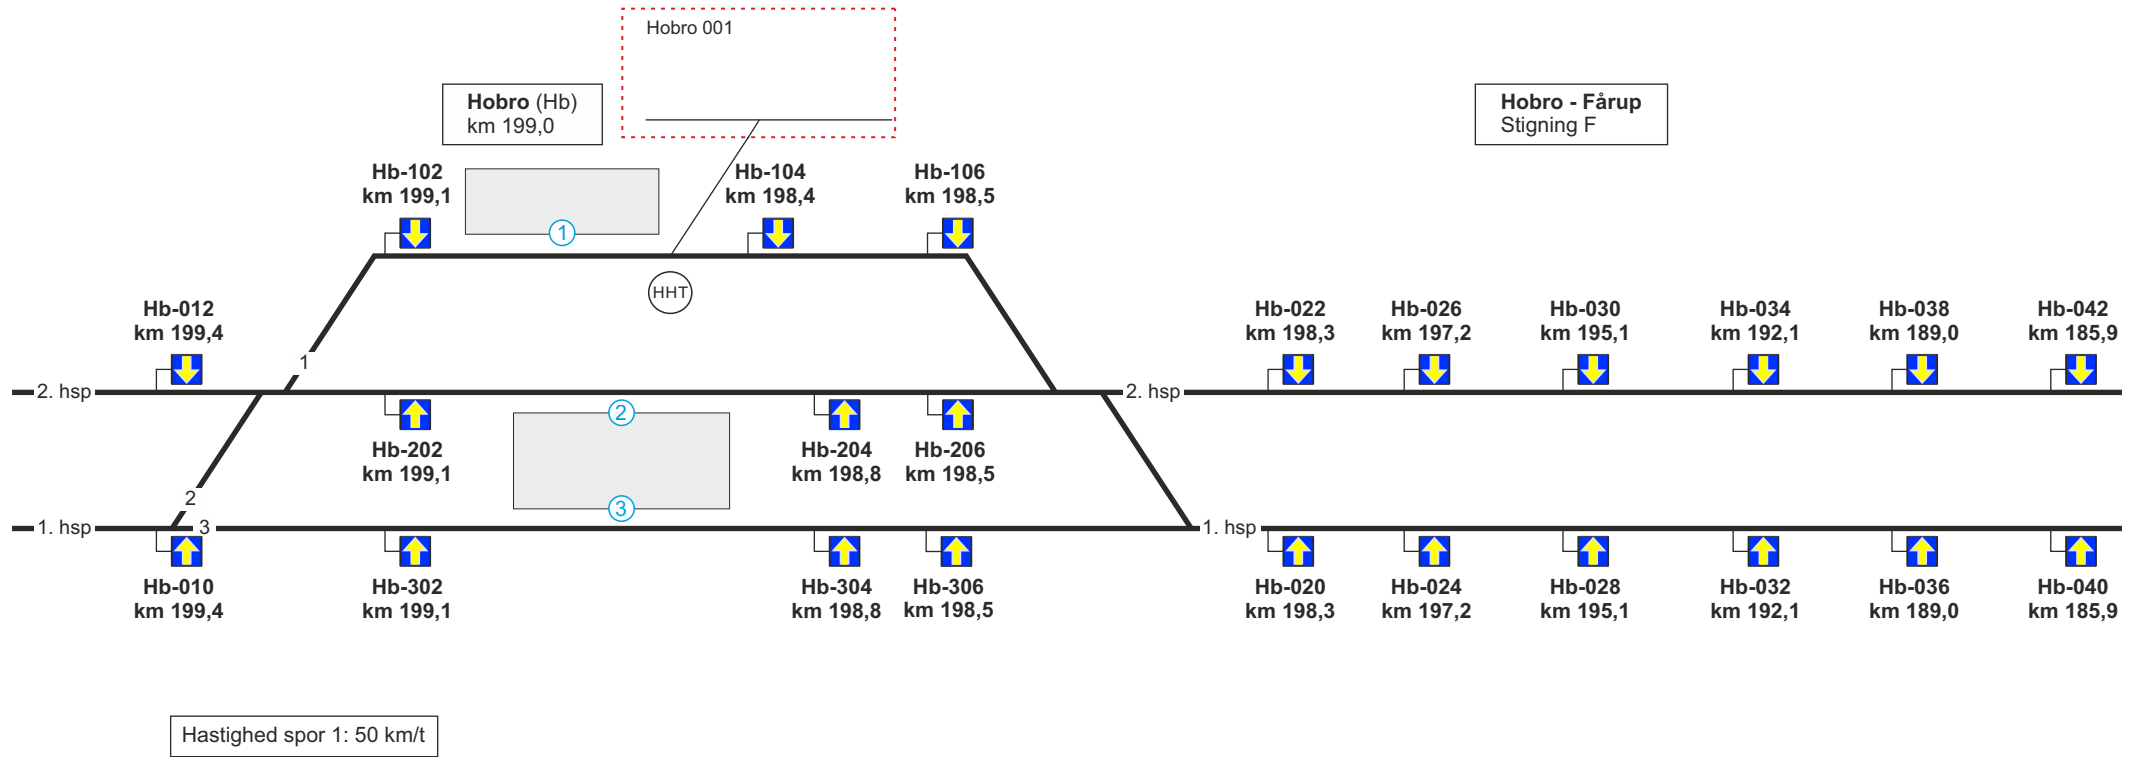 Hobro 001
Hobro (Hb)
km 199,0
Hobro - Fårup
Stigning F
Hb-102
km 199,1
Hb-104
km 198,4
Hb-106
km 198,5
1
HHT
Hb-012
km 199,4
Hb-022
km 198,3
Hb-026
km 197,2
Hb-030
km 195,1
Hb-034
km 192,1
Hb-038
km 189,0
Hb-042
km 185,9
1
2. hsp
2. hsp
2
Hb-202
km 199,1
Hb-204
km 198,8
Hb-206
km 198,5
2
3
1. hsp
3
1. hsp
Hb-010
km 199,4
Hb-302
km 199,1
Hb-304
km 198,8
Hb-306
km 198,5
Hb-020
km 198,3
Hb-024
km 197,2
Hb-028
km 195,1
Hb-032
km 192,1
Hb-036
km 189,0
Hb-040
km 185,9
Hastighed spor 1: 50 km/t